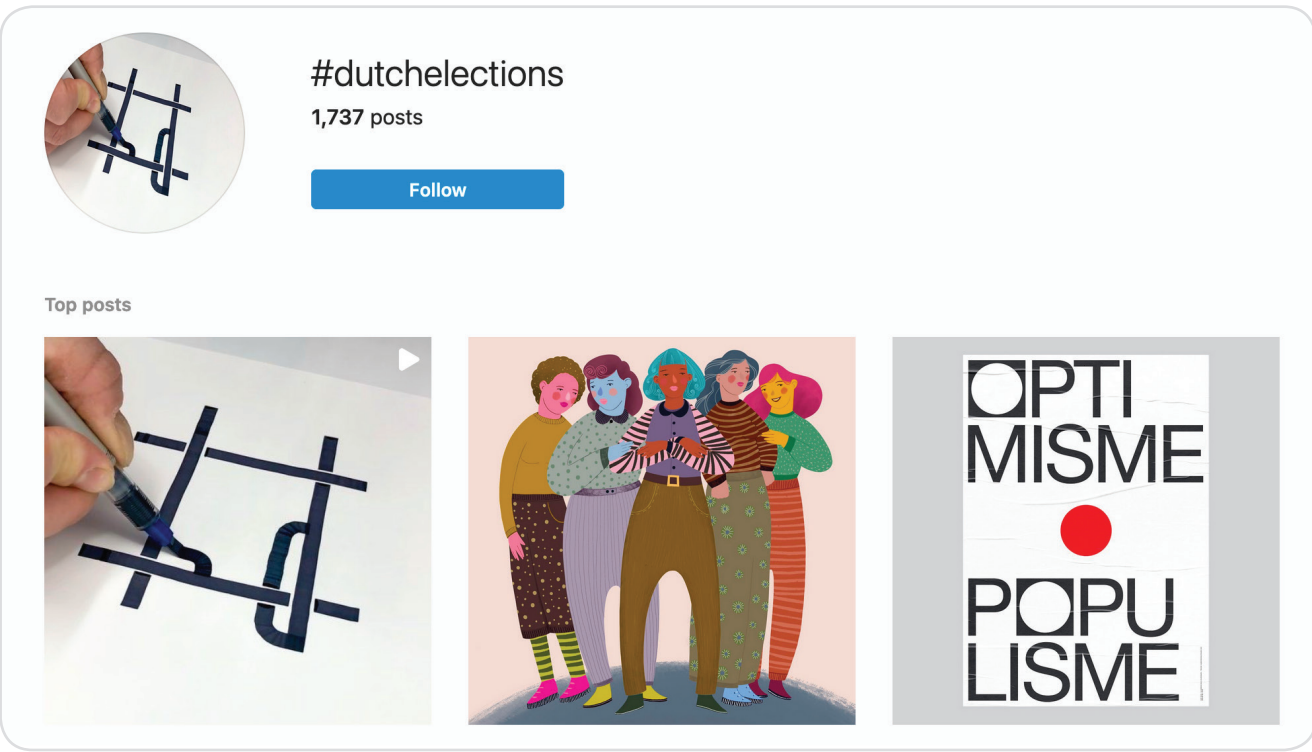 #dutchelections
1,737 posts
Follow
Top posts
OPTI
MISME
POPU
LISME